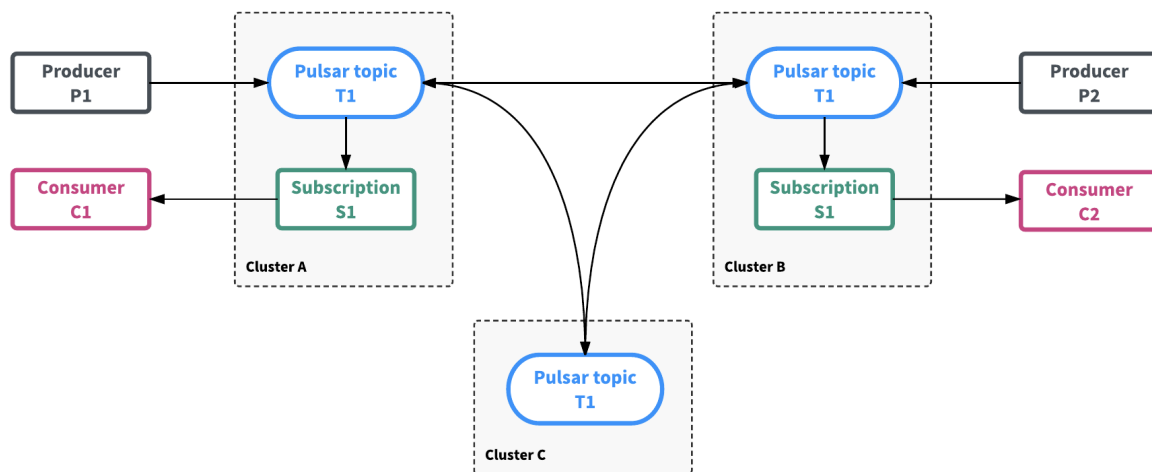 Producer
P1
Pulsar topic
T1
Pulsar topic
T1
Producer
P2
Consumer
C1
Subscription
S1
Subscription
S1
Consumer
C2
Cluster A
Cluster B
Pulsar topic
T1
Cluster C